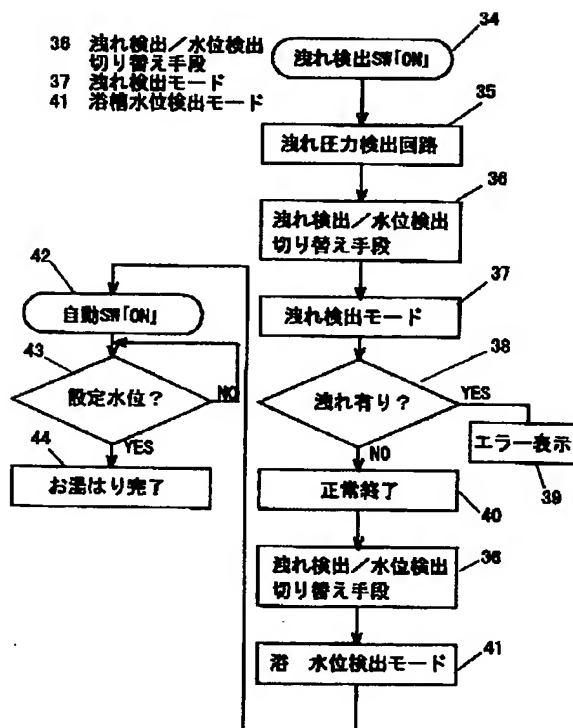 36 洩れ検出／水位検出
切り替え手段
37 洩れ検出モード
41 浴槽水位検出モード
34
洩れ検出SW「ON」
35
洩れ圧力検出回路
36
洩れ検出／水位検出
切り替え手段
37
洩れ検出モード
38
洩れ有り？
YES
エラー表示
39
NO
正常終了
40
洩れ検出／水位検出
切り替え手段
36
浴 水位検出モード
41
42
自動SW「ON」
43
設定水位？
NO
YES
44
お湯はり完了